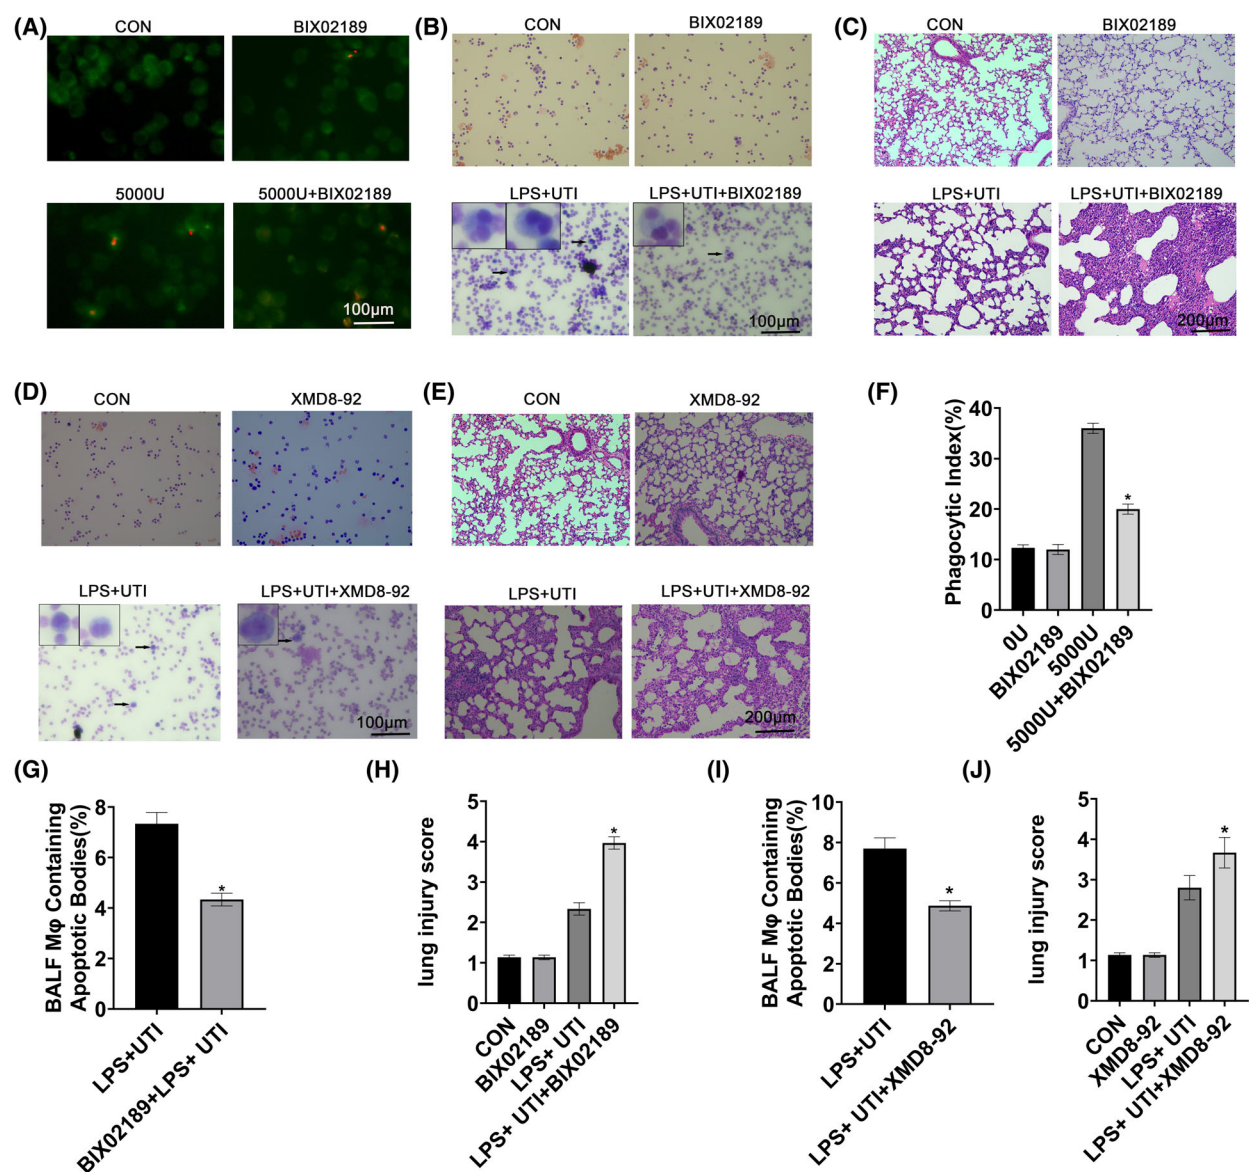 (A)
CON
BIX02189
5000U
5000U+BIX02189
100μm
(B)
CON
BIX02189
LPS+UTI
LPS+UTI+BIX02189
100μm
(C)
CON
BIX02189
LPS+UTI
LPS+UTI+BIX02189
200μm
(D)
CON
XMD8-92
LPS+UTI
LPS+UTI+XMD8-92
100μm
(E)
CON
XMD8-92
LPS+UTI
LPS+UTI+XMD8-92
200μm
(F)
Phagocytic Index(%)
40
30
20
10
0
*
0U
BIX02189
5000U
5000U+BIX02189
(G)
BALF Mφ Containing
Apoptotic Bodies(%)
8
6
4
2
0
*
LPS+UTI
BIX02189+LPS+ UTI
(H)
lung injury score
5
4
3
2
1
0
*
CON
BIX02189
LPS+ UTI
LPS+ UTI+BIX02189
(I)
BALF Mφ Containing
Apoptotic Bodies(%)
10
8
6
4
2
0
*
LPS+UTI
LPS+ UTI+XMD8-92
(J)
lung injury score
5
4
3
2
1
0
*
CON
XMD8-92
LPS+ UTI
LPS+ UTI+XMD8-92